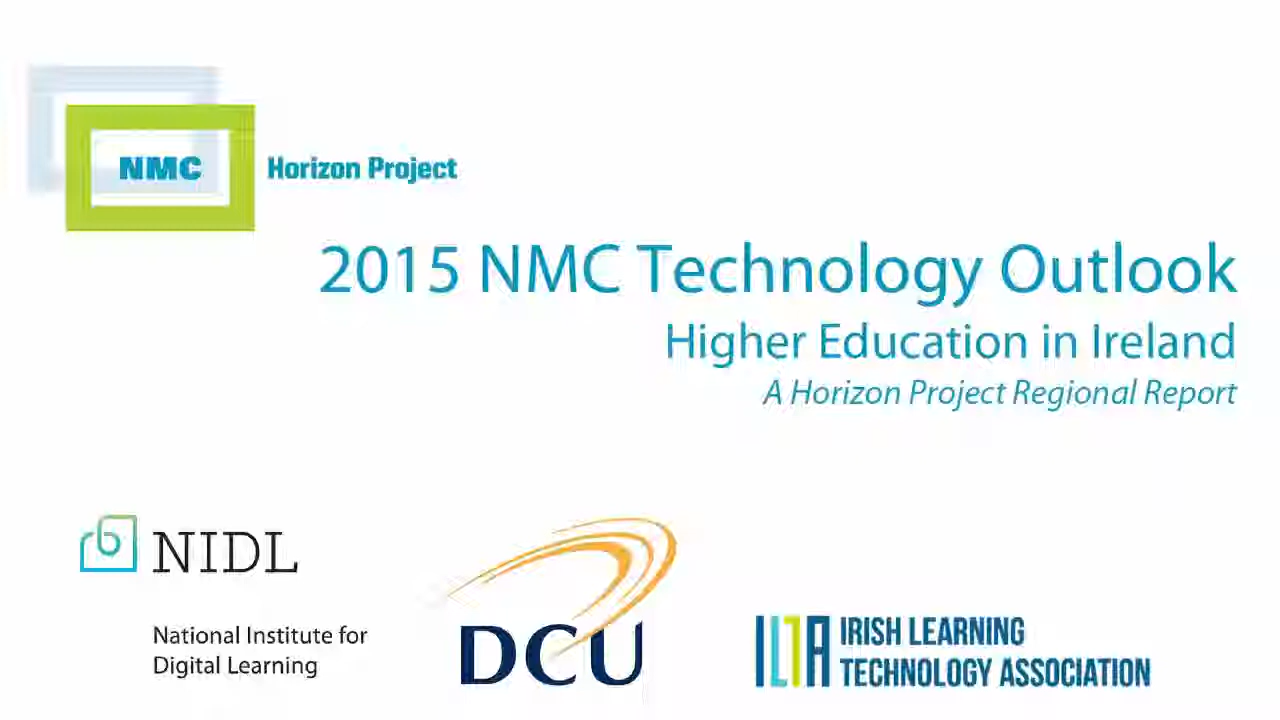 NMC Horizon Project
2015 NMC Technology Outlook
Higher Education in Ireland
A Horizon Project Regional Report
NIDL
National Institute for
Digital Learning
DCU
ILTA
IRISH LEARNING
TECHNOLOGY ASSOCIATION